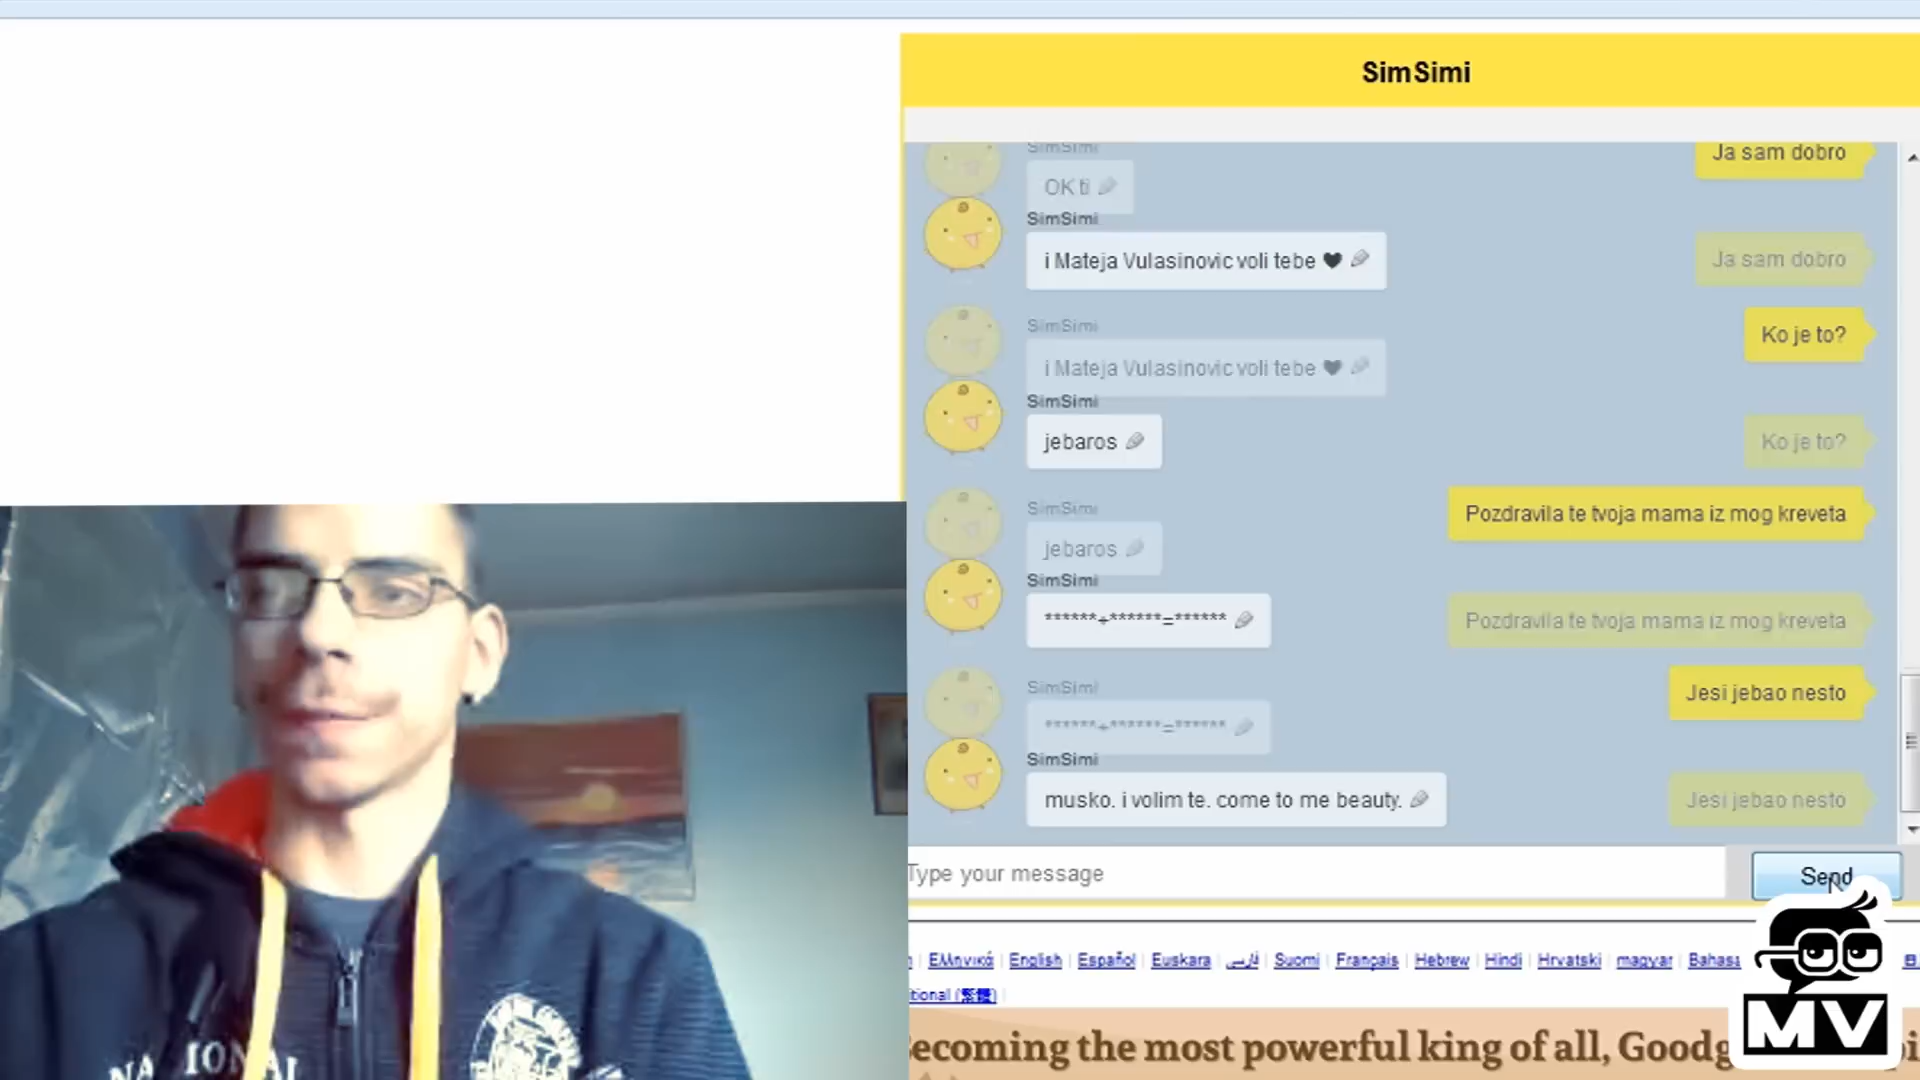 SimSimi
SimSimi
Ja sam dobro
OK ti
SimSimi
i Mateja Vulasinovic voli tebe ♥
Ja sam dobro
SimSimi
Ko je to?
i Mateja Vulasinovic voli tebe ♥
SimSimi
jebaros
Ko je to?
SimSimi
Pozdravila te tvoja mama iz mog kreveta
jebaros
SimSimi
******+******=******
Pozdravila te tvoja mama iz mog kreveta
SimSimi
Jesi jebao nesto
******+******=******
SimSimi
musko. i volim te. come to me beauty.
Jesi jebao nesto
Type your message
Send
Ελληνικά English Español Euskara فارسی Suomi Français Hebrew Hindi Hrvatski magyar Bahasa
itional (繁體)
ecoming the most powerful king of all, Goodg
MV